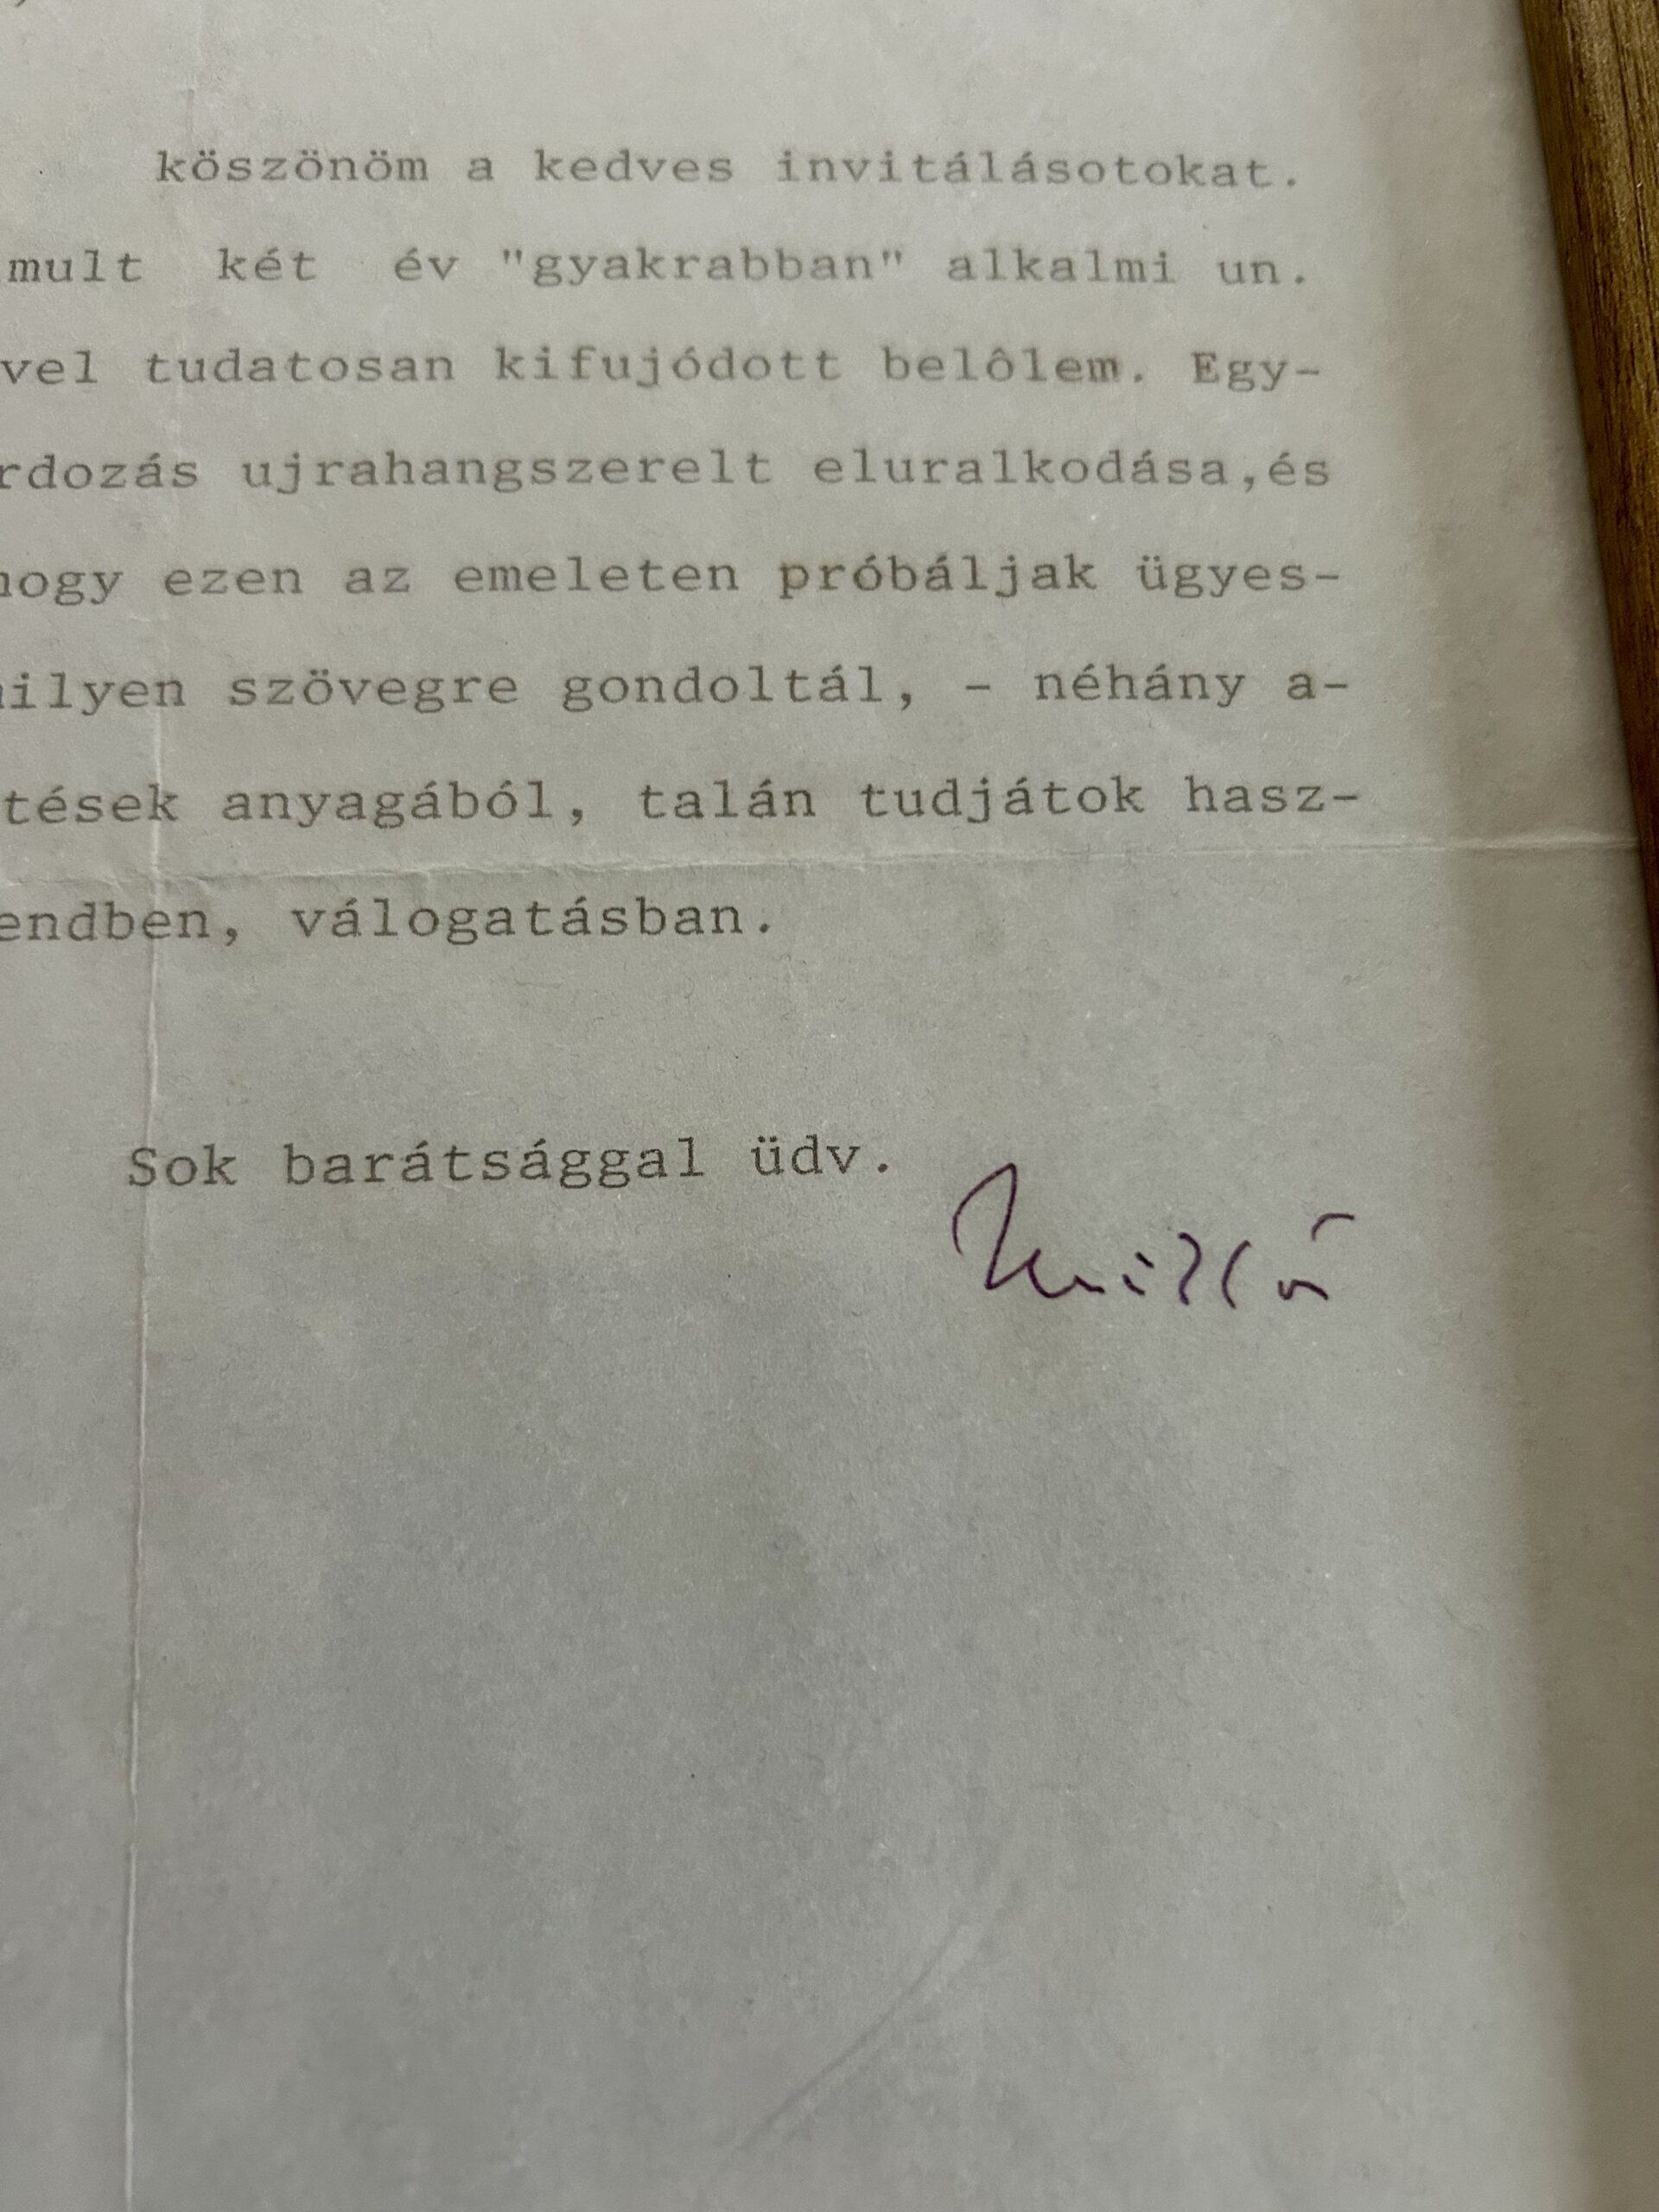 köszönöm a kedves invitálásotokat.
mult két év "gyakrabban" alkalmi un.
vel tudatosan kifujódott belôlem. Egy-
rdozás ujrahangszerelt eluralkodása,és
hogy ezen az emeleten próbáljak ügyes-
milyen szövegre gondoltál, - néhány a-
tések anyagából, talán tudjátok hasz-
endben, válogatásban.
Sok barátsággal üdv.